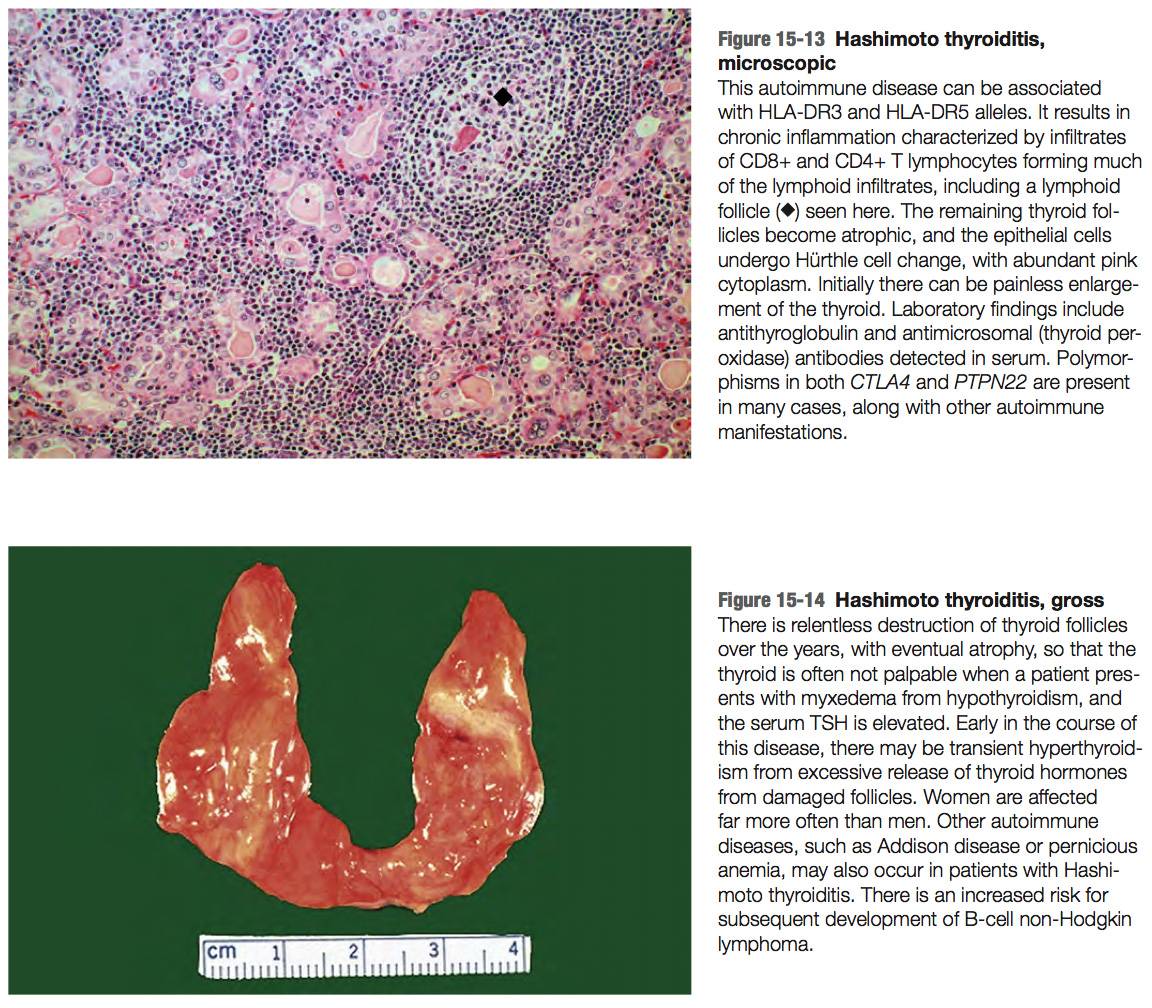 Figure 15-13 Hashimoto thyroiditis,
microscopic
This autoimmune disease can be associated
with HLA-DR3 and HLA-DR5 alleles. It results in
chronic inflammation characterized by infiltrates
of CD8+ and CD4+ T lymphocytes forming much
of the lymphoid infiltrates, including a lymphoid
follicle (◆) seen here. The remaining thyroid fol-
licles become atrophic, and the epithelial cells
undergo Hürthle cell change, with abundant pink
cytoplasm. Initially there can be painless enlarge-
ment of the thyroid. Laboratory findings include
antithyroglobulin and antimicrosomal (thyroid per-
oxidase) antibodies detected in serum. Polymor-
phisms in both CTLA4 and PTPN22 are present
in many cases, along with other autoimmune
manifestations.
Figure 15-14 Hashimoto thyroiditis, gross
There is relentless destruction of thyroid follicles
over the years, with eventual atrophy, so that the
thyroid is often not palpable when a patient pres-
ents with myxedema from hypothyroidism, and
the serum TSH is elevated. Early in the course of
this disease, there may be transient hyperthyroid-
ism from excessive release of thyroid hormones
from damaged follicles. Women are affected
far more often than men. Other autoimmune
diseases, such as Addison disease or pernicious
anemia, may also occur in patients with Hashi-
moto thyroiditis. There is an increased risk for
subsequent development of B-cell non-Hodgkin
lymphoma.
cm 1 2 3 4